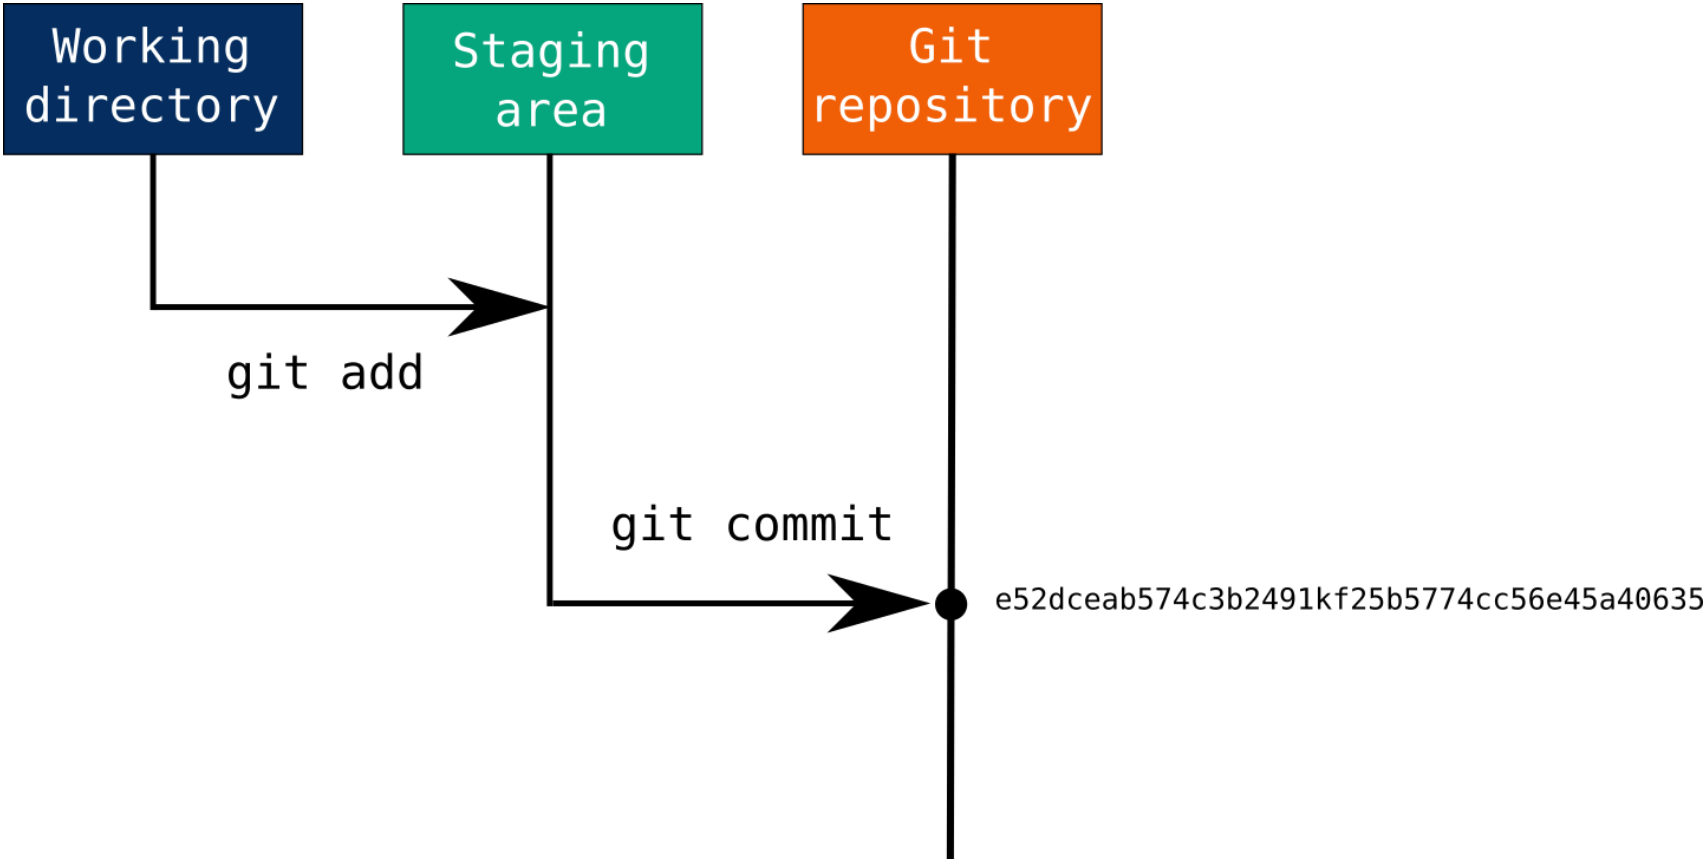 Working
directory
Staging
area
Git
repository
git add
git commit
e52dceab574c3b2491kf25b5774cc56e45a40635